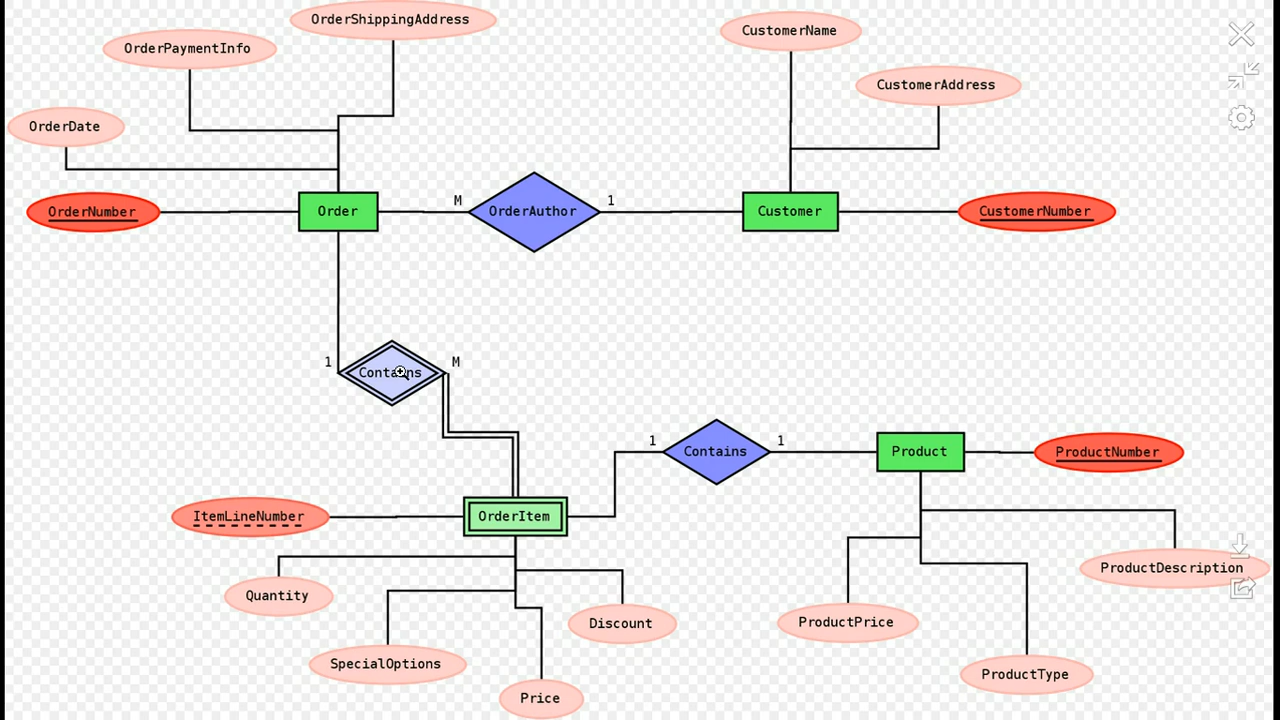 OrderShippingAddress
CustomerName
OrderPaymentInfo
CustomerAddress
OrderDate
M
1
OrderNumber
Order
OrderAuthor
Customer
CustomerNumber
1
M
Contains
1
1
Contains
Product
ProductNumber
ItemLineNumber
OrderItem
ProductDescription
Quantity
Discount
ProductPrice
SpecialOptions
ProductType
Price